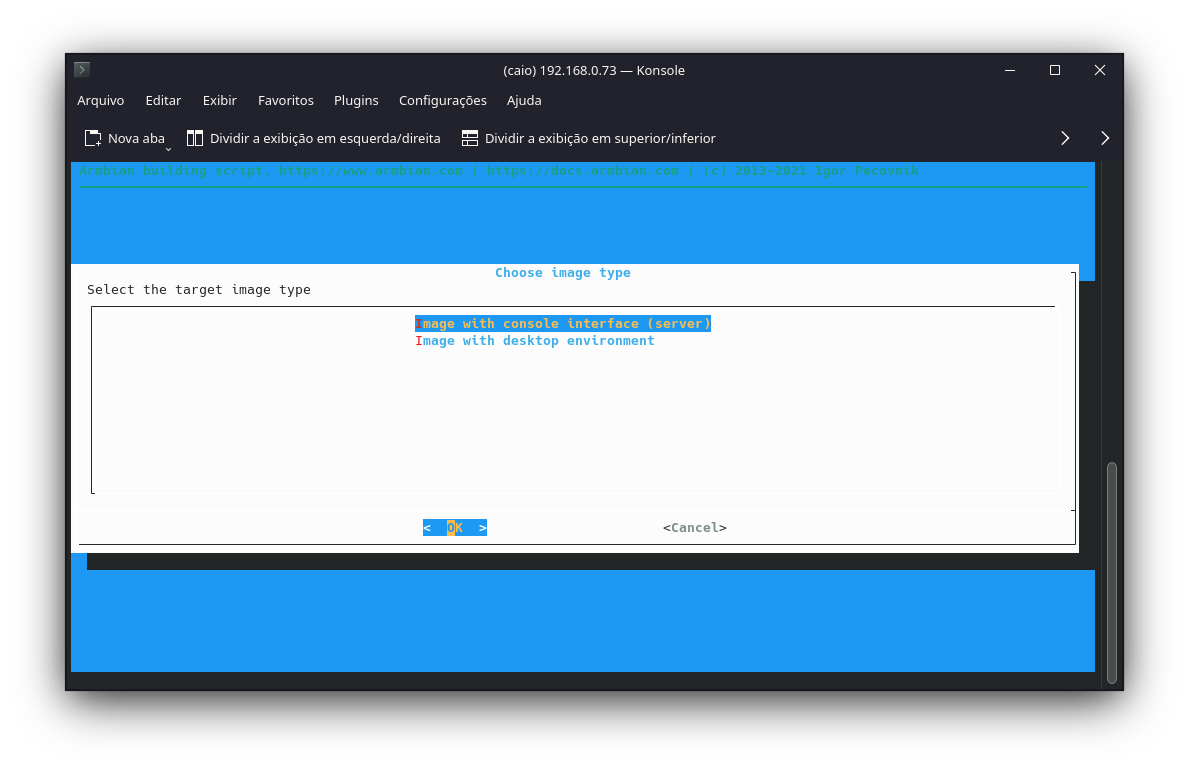 (caio) 192.168.0.73 — Konsole
Arquivo Editar Exibir Favoritos Plugins Configurações Ajuda
Nova aba Dividir a exibição em esquerda/direita Dividir a exibição em superior/inferior
Armbian building script, https://www.armbian.com | https://docs.armbian.com | (c) 2013-2021 Igor Pecovnik
Choose image type
Select the target image type
Image with console interface (server)
Image with desktop environment
< OK > <Cancel>